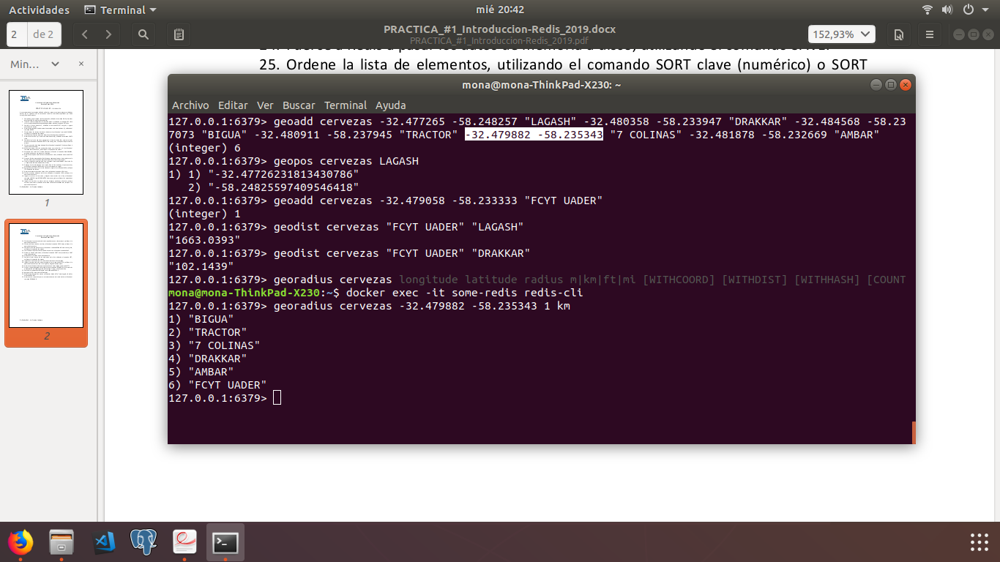 Actividades Terminal mié 20:42
2 de 2 PRACTICA_#1_Introduccion-Redis_2019.docx 152,93%
PRACTICA_#1_Introduccion-Redis_2019.pdf
Min...
25. Ordene la lista de elementos, utilizando el comando SORT clave (numérico) o SORT
mona@mona-ThinkPad-X230: ~
Archivo Editar Ver Buscar Terminal Ayuda
127.0.0.1:6379> geoadd cervezas -32.477265 -58.248257 "LAGASH" -32.480358 -58.233947 "DRAKKAR" -32.484568 -58.23
7073 "BIGUA" -32.480911 -58.237945 "TRACTOR" -32.479882 -58.235343 "7 COLINAS" -32.481878 -58.232669 "AMBAR"
(integer) 6
127.0.0.1:6379> geopos cervezas LAGASH
1) 1) "-32.47726231813430786"
2) "-58.24825597409546418"
127.0.0.1:6379> geoadd cervezas -32.479058 -58.233333 "FCYT UADER"
(integer) 1
127.0.0.1:6379> geodist cervezas "FCYT UADER" "LAGASH"
"1663.0393"
127.0.0.1:6379> geodist cervezas "FCYT UADER" "DRAKKAR"
"102.1439"
127.0.0.1:6379> georadius cervezas longitude latitude radius m|km|ft|mi [WITHCOORD] [WITHDIST] [WITHHASH] [COUNT
mona@mona-ThinkPad-X230:~$ docker exec -it some-redis redis-cli
127.0.0.1:6379> georadius cervezas -32.479882 -58.235343 1 km
1) "BIGUA"
2) "TRACTOR"
3) "7 COLINAS"
4) "DRAKKAR"
5) "AMBAR"
6) "FCYT UADER"
127.0.0.1:6379>
1
2